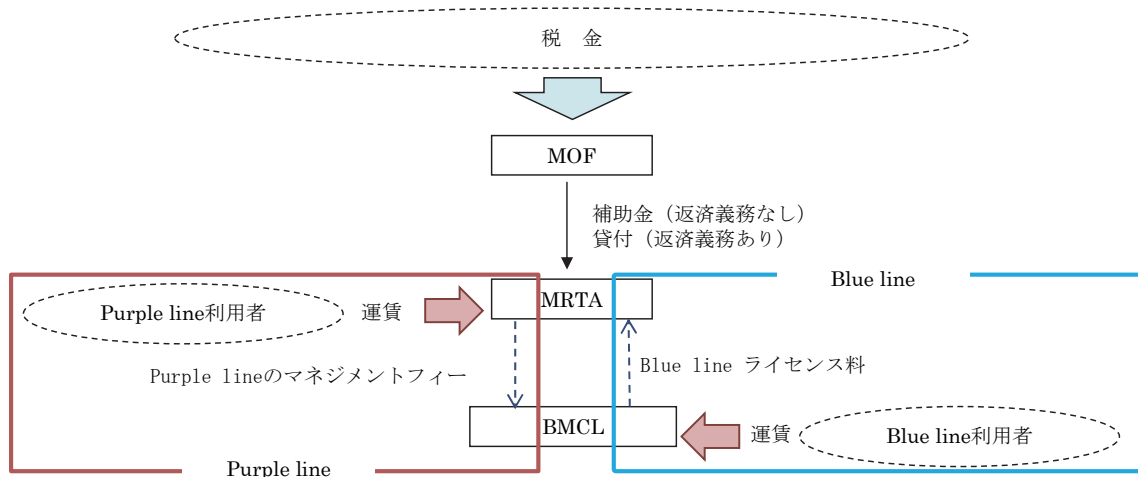 税 金
MOF
補助金（返済義務なし）
貸付（返済義務あり）
Blue line
MRTA
Purple line利用者
運賃
Purple lineのマネジメントフィー
Blue line ライセンス料
BMCL
運賃
Blue line利用者
Purple line